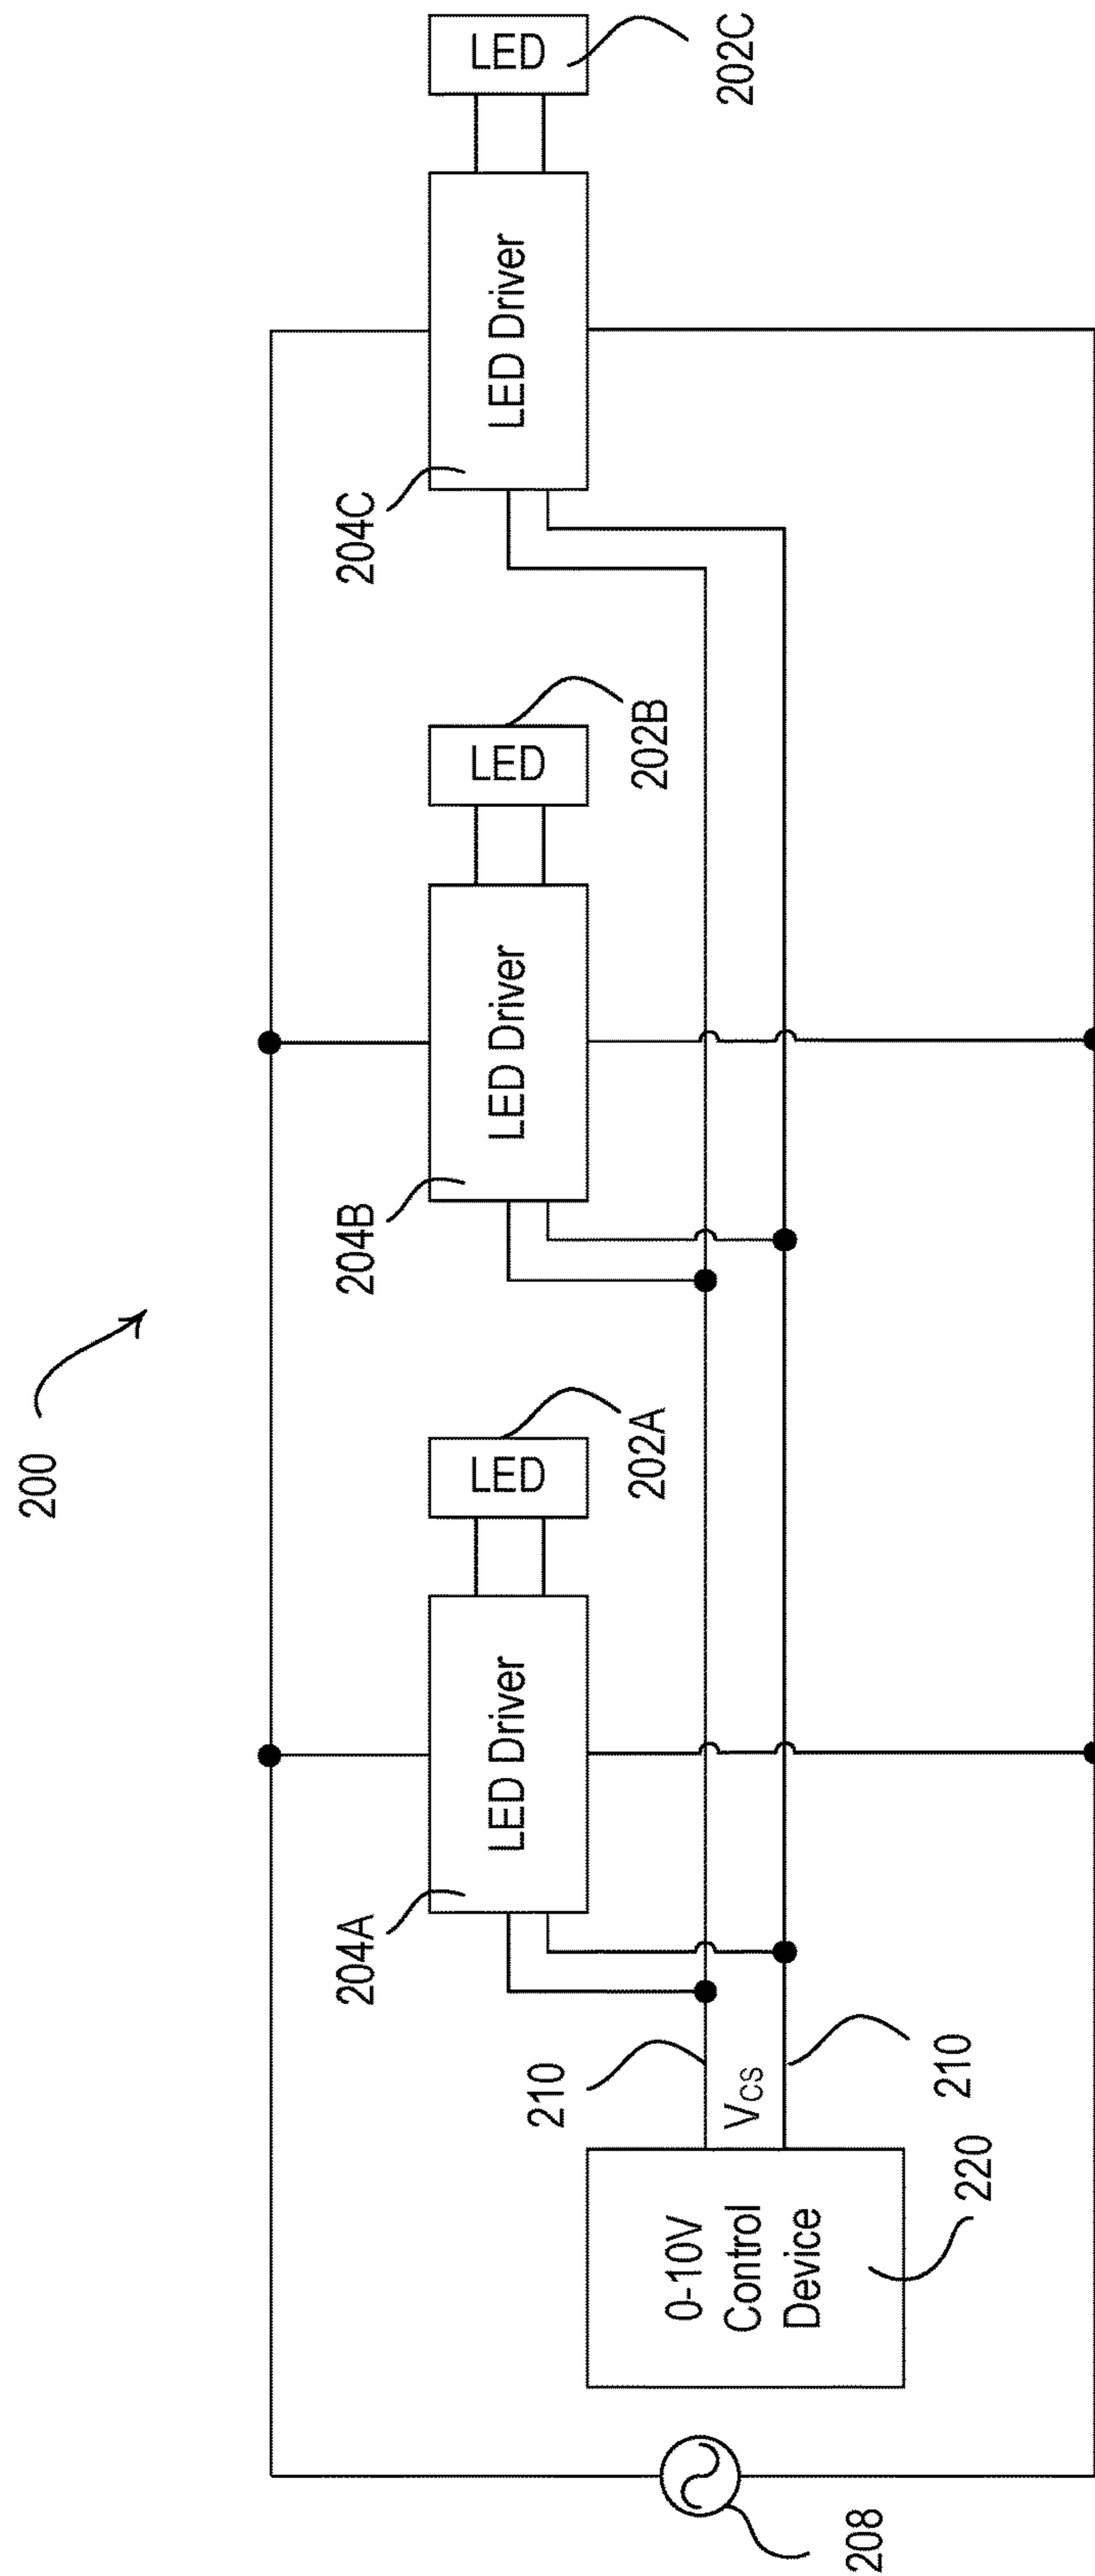 200
LED
202C
LED Driver
204C
LED
202B
LED Driver
204B
LED
202A
LED Driver
204A
210
VCS
210
0-10V
Control
Device
220
208